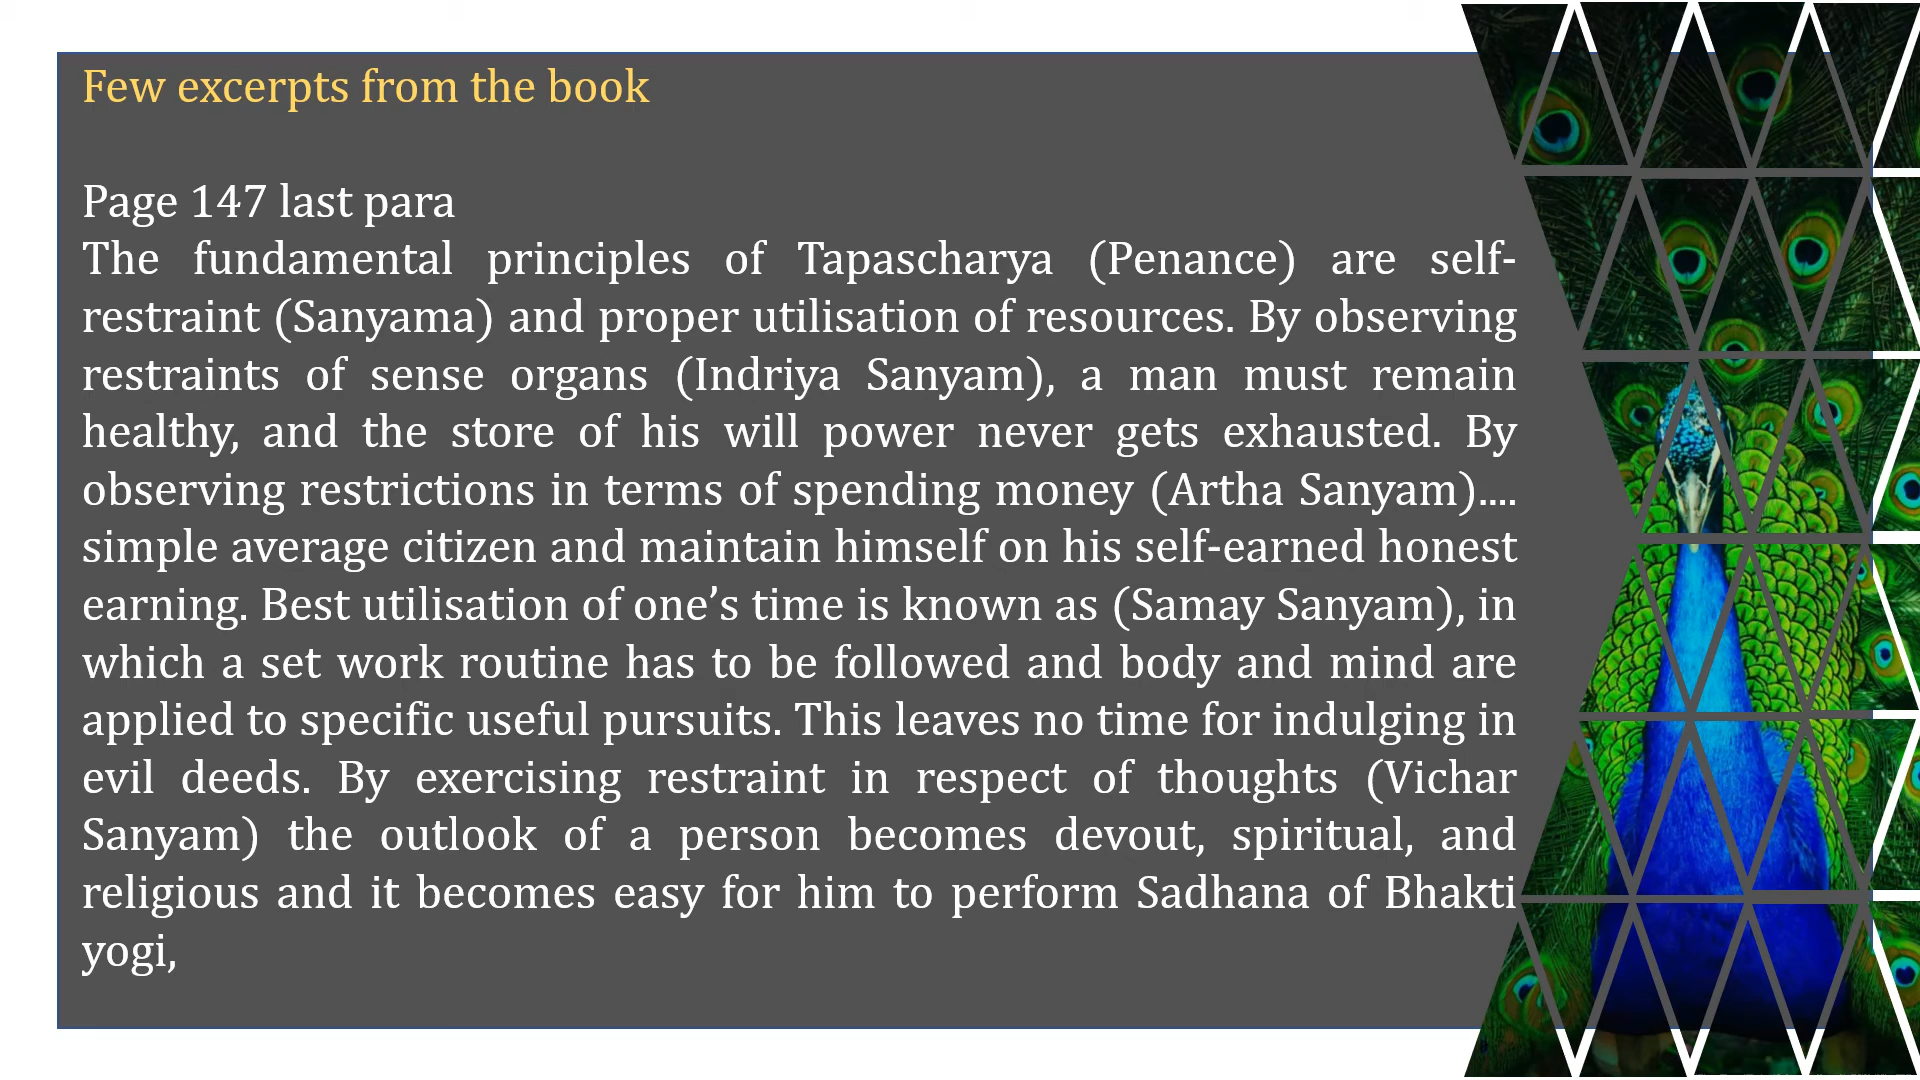 Few excerpts from the book
Page 147 last para
The fundamental principles of Tapascharya (Penance) are self-
restraint (Sanyama) and proper utilisation of resources. By observing
restraints of sense organs (Indriya Sanyam), a man must remain
healthy, and the store of his will power never gets exhausted. By
observing restrictions in terms of spending money (Artha Sanyam)....
simple average citizen and maintain himself on his self-earned honest
earning. Best utilisation of one’s time is known as (Samay Sanyam), in
which a set work routine has to be followed and body and mind are
applied to specific useful pursuits. This leaves no time for indulging in
evil deeds. By exercising restraint in respect of thoughts (Vichar
Sanyam) the outlook of a person becomes devout, spiritual, and
religious and it becomes easy for him to perform Sadhana of Bhakti
yogi,